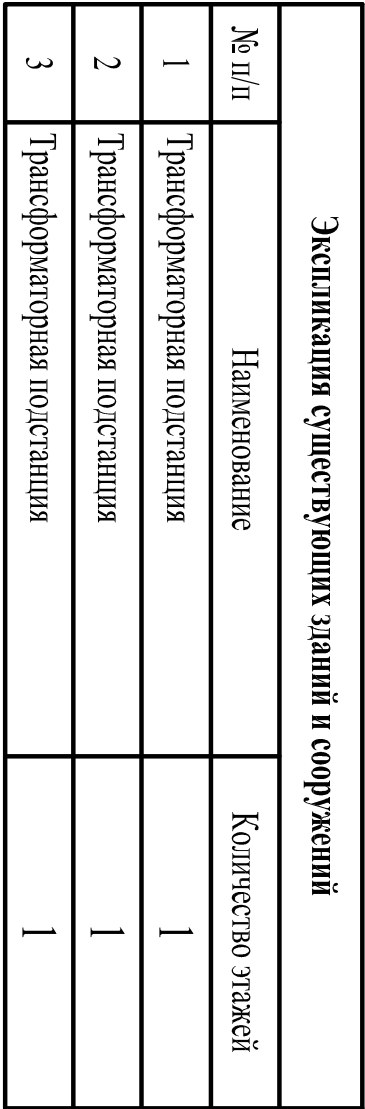 Экспликация существующих зданий и сооружений
№ п/п Наименование Количество этажей
1 Трансформаторная подстанция 1
2 Трансформаторная подстанция 1
3 Трансформаторная подстанция 1